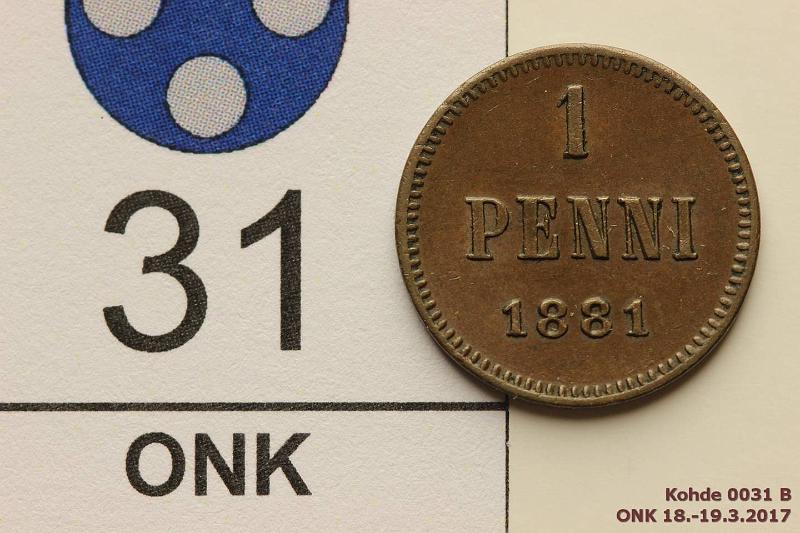 31
ONK
1
PENNI
1881
Kohde 0031 B
ONK 18.-19.3.2017